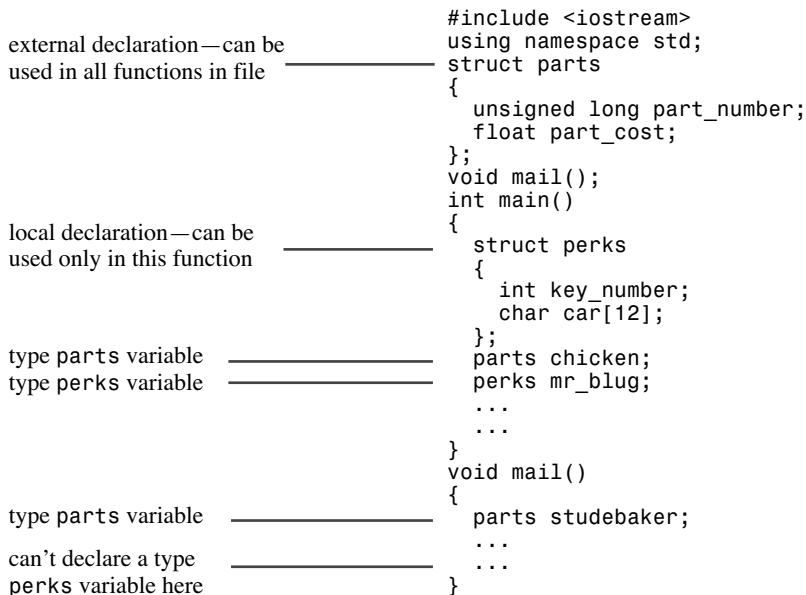 #include <iostream>
external declaration—can be
using namespace std;
used in all functions in file
struct parts
{
unsigned long part_number;
float part_cost;
};
void mail();
int main()
local declaration—can be
{
used only in this function
struct perks
{
int key_number;
char car[12];
};
type parts variable
parts chicken;
type perks variable
perks mr_blug;
...
...
}
void mail()
{
type parts variable
parts studebaker;
...
can't declare a type
...
perks variable here
}